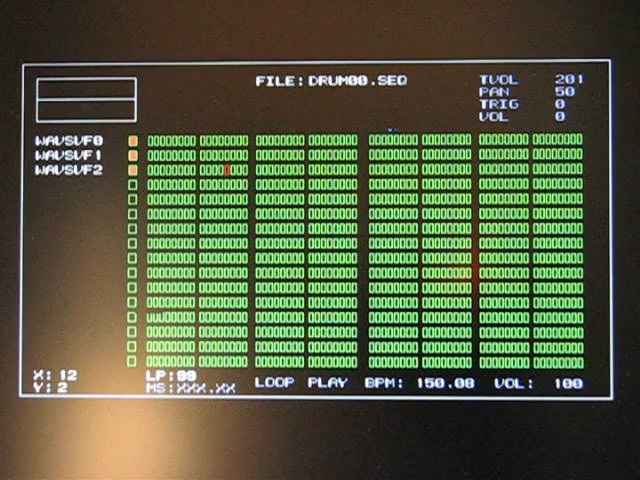 FILE:DRUM00.SEQ
TVOL 201
PAN 50
TRIG 0
VOL 0
WAVSVF0
WAVSVF1
WAVSVF2
X: 12
Y: 2
LP:99
MS:XXX.XX
LOOP PLAY BPM: 150.08 VOL: 100